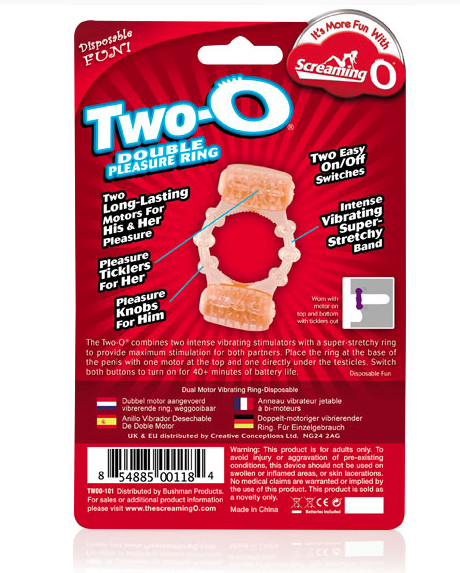 Disposable
FUN!
It's More Fun With
Screaming O
Two-O®
DOUBLE
PLEASURE RING
Two Easy
On/Off
Switches
Two
Long-Lasting
Motors For
His & Her
Pleasure
Intense
Vibrating
Super-
Stretchy
Band
Pleasure
Ticklers
For Her
Pleasure
Knobs
For Him
Worn with
motor on
top and bottom
with ticklers out
The Two-O® combines two intense vibrating stimulators with a super-stretchy ring
to provide maximum stimulation for both partners. Place the ring at the base of
the penis with one motor at the top and one directly under the testicles. Switch
both buttons to turn on for 40+ minutes of battery life.
Disposable Fun
Dual Motor Vibrating Ring-Disposable
Dubbel motor aangevoerd
vibrerende ring, weggooibaar
Anneau vibrateur jetable
à bi-moteurs
Anillo Vibrador Desechable
De Doble Motor
Doppelt-motoriger vibrierender
Ring. Für Einzelgebrauch
UK & EU distributed by Creative Conceptions Ltd. NG24 2AG
8 54885 00118 4
TWOO-101 Distributed by Bushman Products.
For sales or additional product information
please visit www.thescreamingO.com
Warning: This product is for adults only. To
avoid injury or aggravation of pre-existing
conditions, this device should not be used on
swollen or inflamed areas, or skin lacerations.
No medical claims are warranted or implied by
the use of this product. This product is sold as
a novelty only.
Made in China
CE
Batteries Included